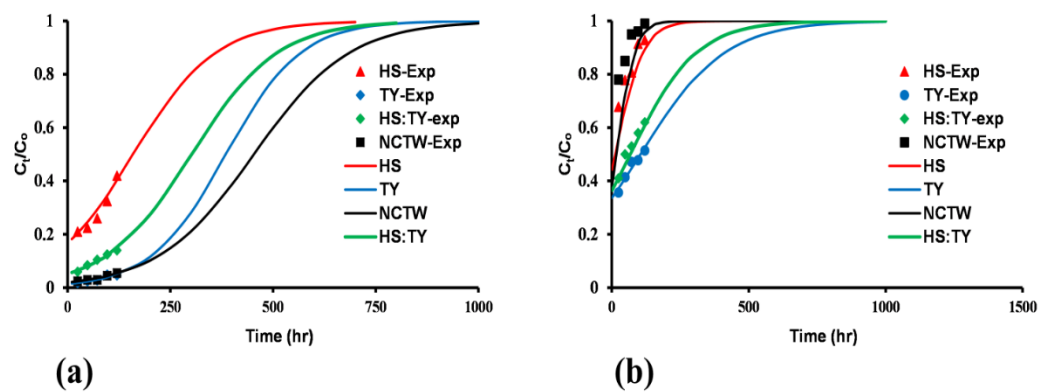 1
0.8
0.6
0.4
0.2
0
Cₜ/Cₒ
0 250 500 750 1000
Time (hr)
HS-Exp
TY-Exp
HS:TY-exp
NCTW-Exp
HS
TY
NCTW
HS:TY
(a)
1
0.8
0.6
0.4
0.2
0
Cₜ/Cₒ
0 500 1000 1500
Time (hr)
HS-Exp
TY-Exp
HS:TY-exp
NCTW-Exp
HS
TY
NCTW
HS:TY
(b)